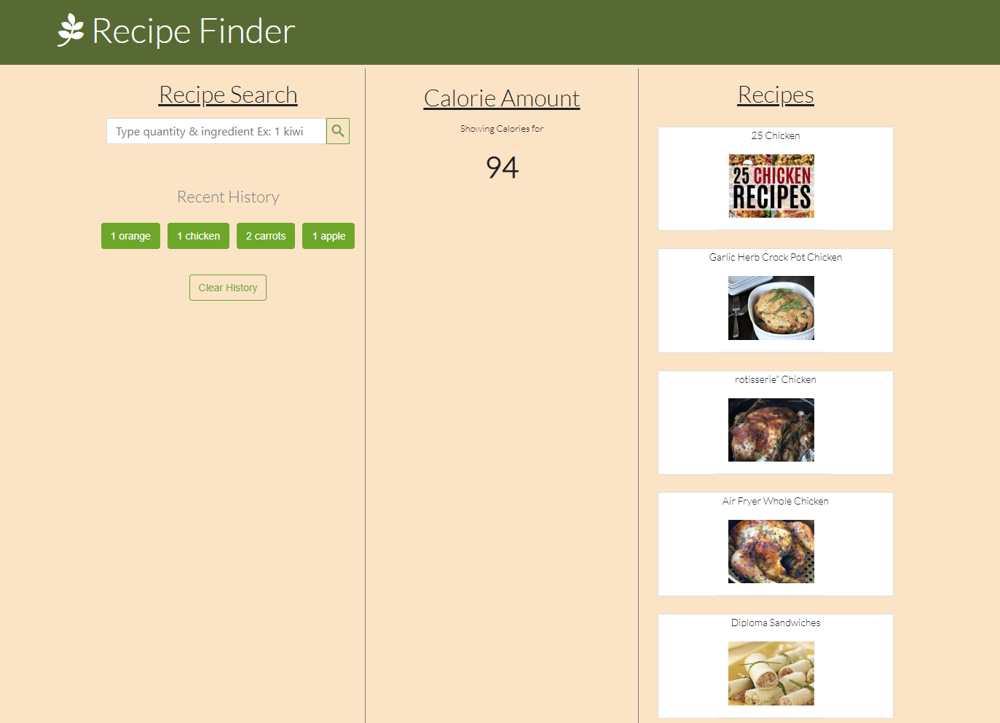 Recipe Finder
Recipe Search
Type quantity & ingredient Ex: 1 kiwi
Recent History
1 orange
1 chicken
2 carrots
1 apple
Clear History
Calorie Amount
Showing Calories for
94
Recipes
25 Chicken
25 CHICKEN
RECIPES
Garlic Herb Crock Pot Chicken
rotisserie” Chicken
Air Fryer Whole Chicken
Diploma Sandwiches